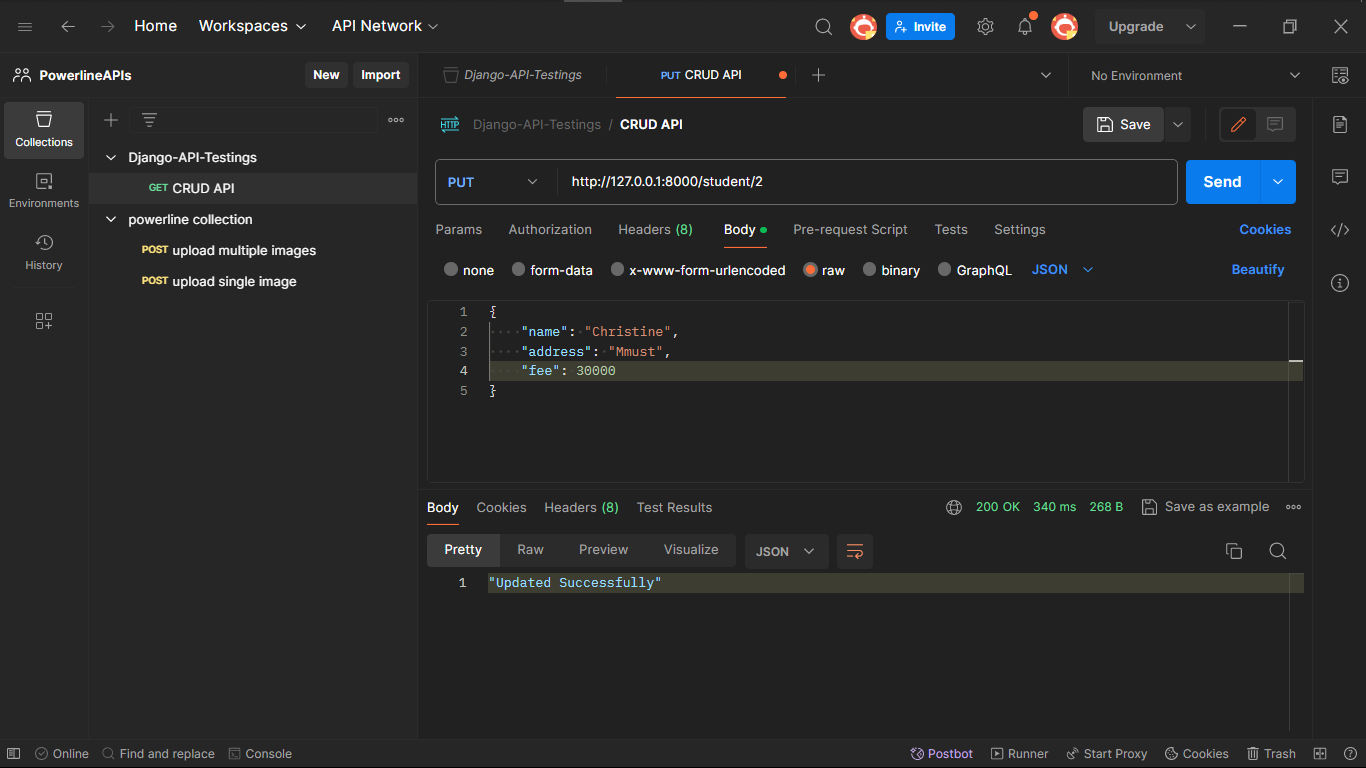 Home Workspaces API Network Invite Upgrade
PowerlineAPIs New Import Django-API-Testings PUT CRUD API No Environment
Collections
Environments
History
Django-API-Testings
GET CRUD API
powerline collection
POST upload multiple images
POST upload single image
HTTP Django-API-Testings / CRUD API Save
PUT http://127.0.0.1:8000/student/2 Send
Params Authorization Headers (8) Body Pre-request Script Tests Settings Cookies
none form-data x-www-form-urlencoded raw binary GraphQL JSON Beautify
1 {
2 "name": "Christine",
3 "address": "Mmust",
4 "fee": 30000
5 }
Body Cookies Headers (8) Test Results 200 OK 340 ms 268 B Save as example
Pretty Raw Preview Visualize JSON
1 "Updated Successfully"
Online Find and replace Console Postbot Runner Start Proxy Cookies Trash